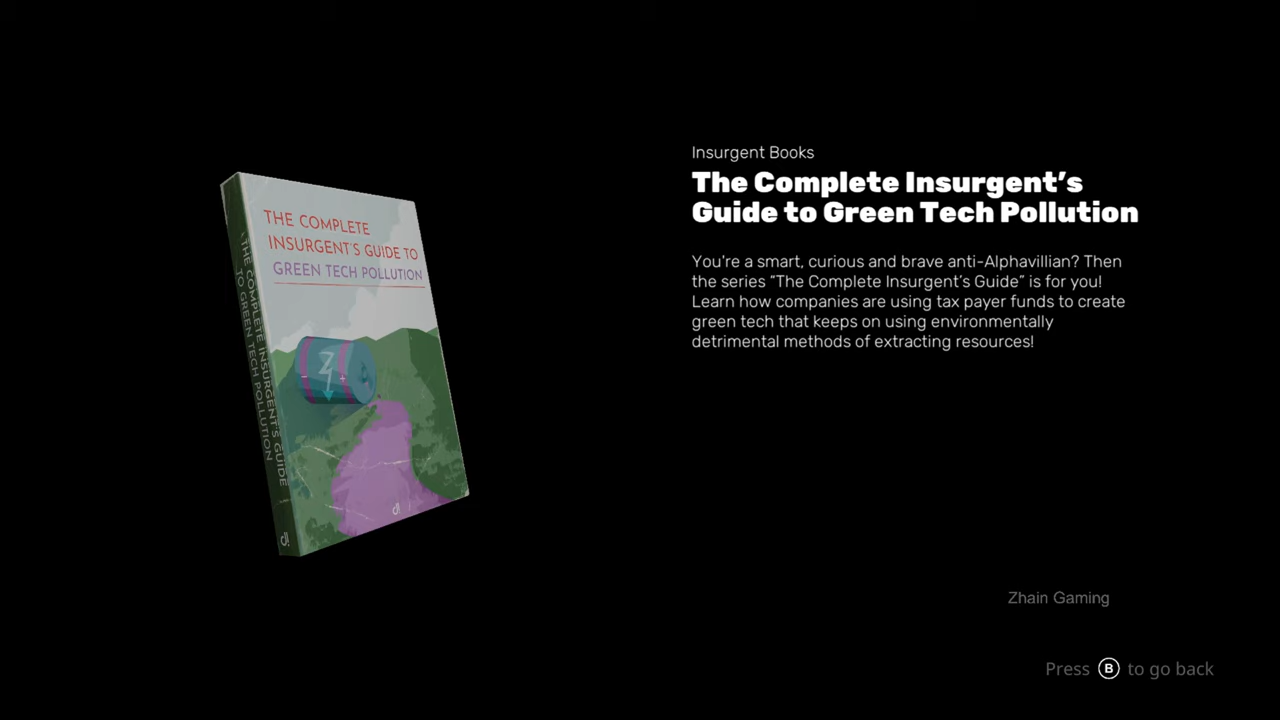 THE COMPLETE
INSURGENT'S GUIDE TO
GREEN TECH POLLUTION
THE COMPLETE INSURGENT'S GUIDE
TO GREEN TECH POLLUTION
d!
d!
Insurgent Books
The Complete Insurgent's
Guide to Green Tech Pollution
You're a smart, curious and brave anti-Alphavillian? Then
the series "The Complete Insurgent's Guide" is for you!
Learn how companies are using tax payer funds to create
green tech that keeps on using environmentally
detrimental methods of extracting resources!
Zhain Gaming
Press B to go back